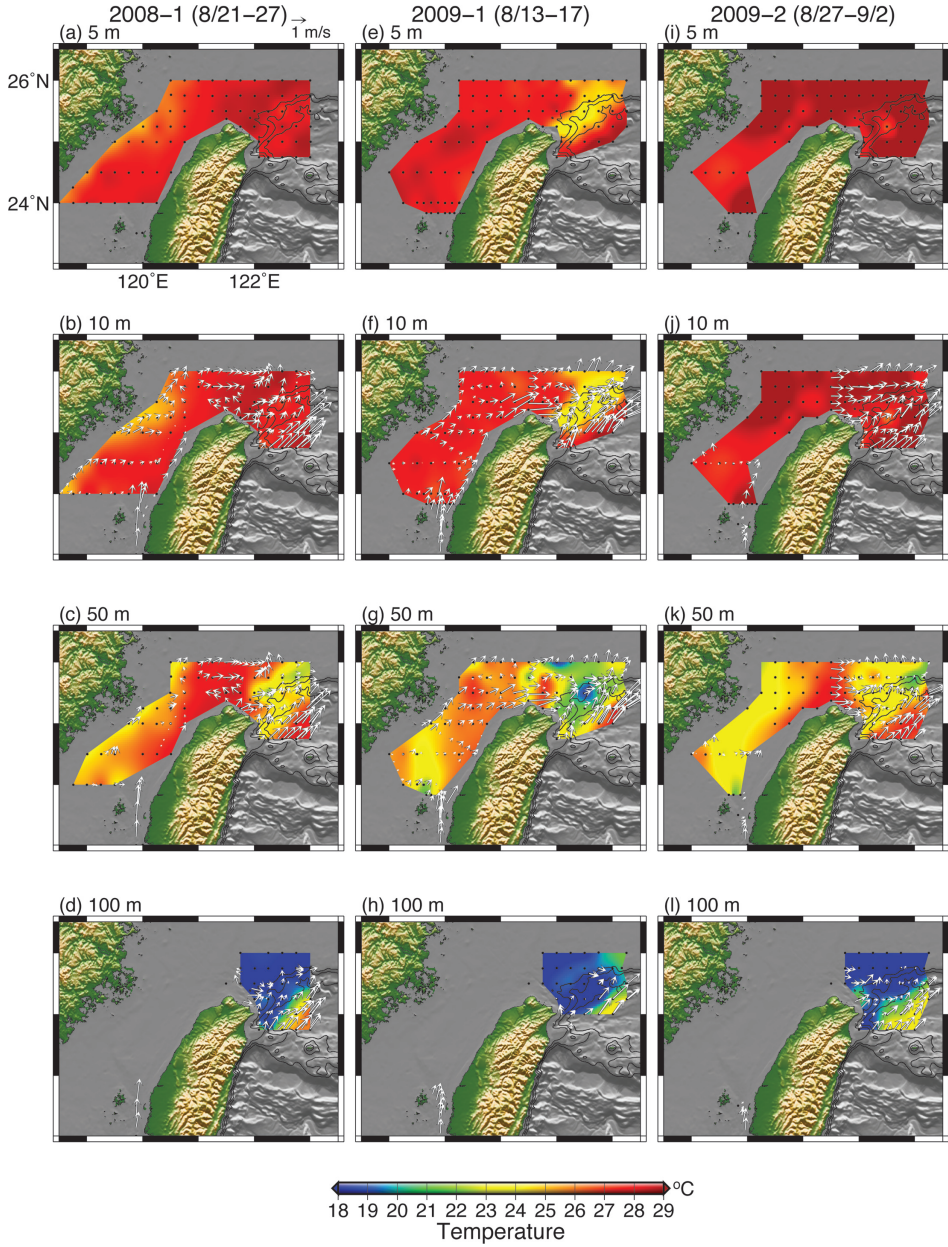 2008−1 (8/21−27)
1 m/s
2009−1 (8/13−17)
2009−2 (8/27−9/2)
(a) 5 m
(e) 5 m
(i) 5 m
26°N
24°N
120°E
122°E
(b) 10 m
(f) 10 m
(j) 10 m
(c) 50 m
(g) 50 m
(k) 50 m
(d) 100 m
(h) 100 m
(l) 100 m
°C
18 19 20 21 22 23 24 25 26 27 28 29
Temperature